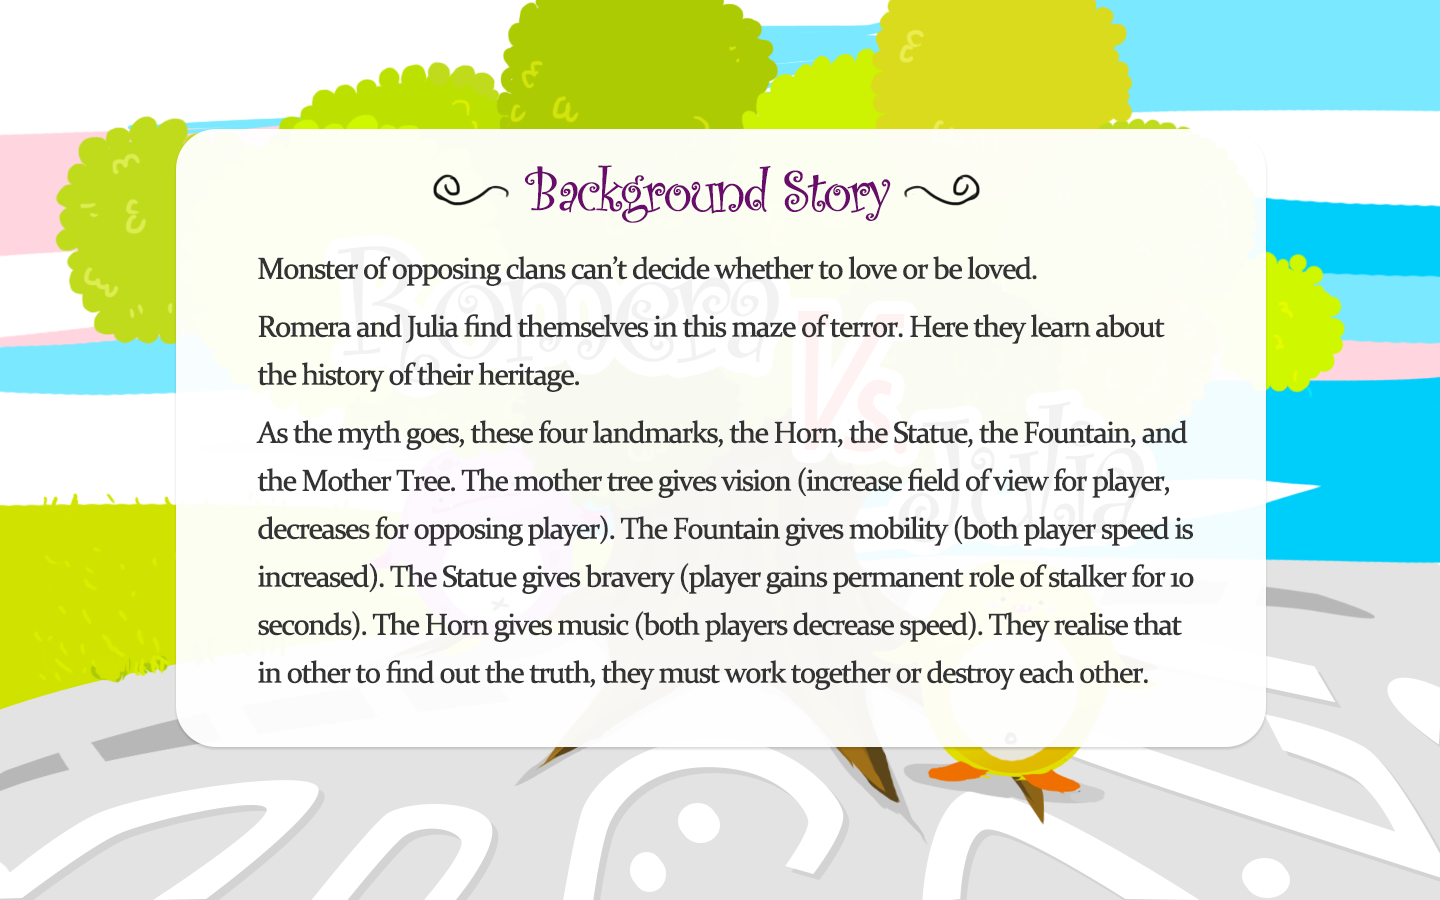 Background Story
Monster of opposing clans can't decide whether to love or be loved.
Romera and Julia find themselves in this maze of terror. Here they learn about
the history of their heritage.
As the myth goes, these four landmarks, the Horn, the Statue, the Fountain, and
the Mother Tree. The mother tree gives vision (increase field of view for player,
decreases for opposing player). The Fountain gives mobility (both player speed is
increased). The Statue gives bravery (player gains permanent role of stalker for 10
seconds). The Horn gives music (both players decrease speed). They realise that
in other to find out the truth, they must work together or destroy each other.
Romera
Vs.
Julia